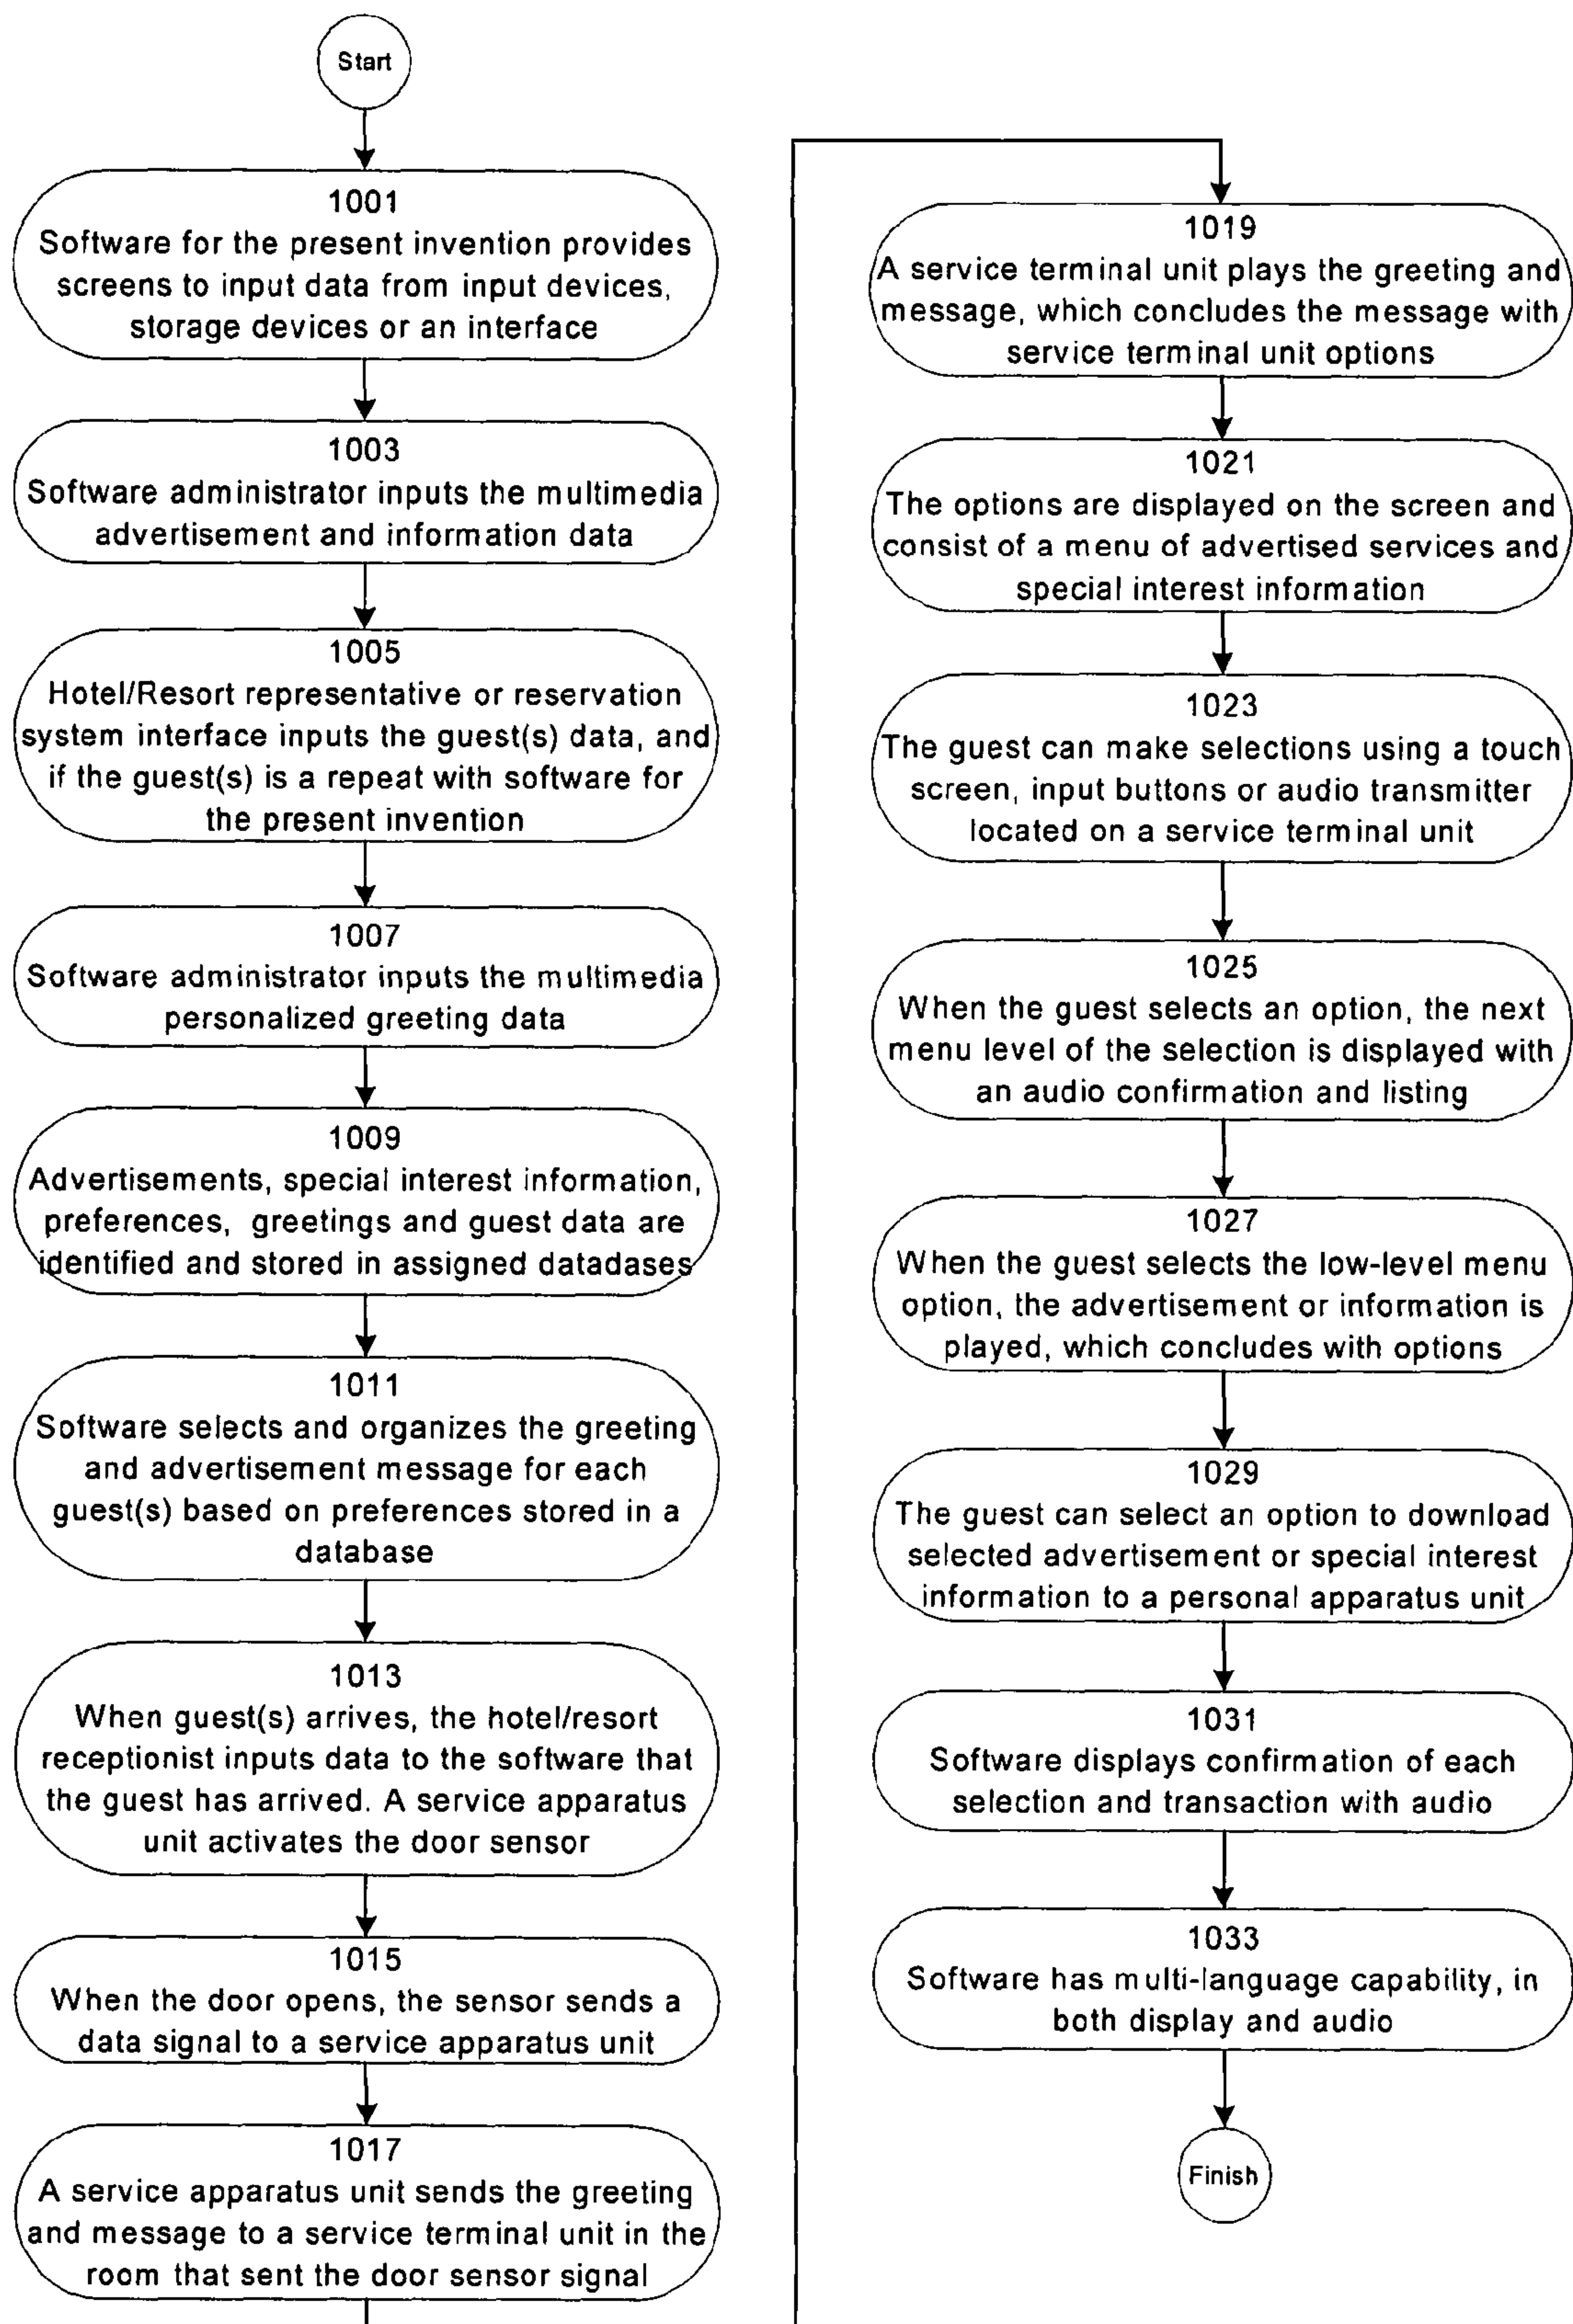 Start
1001
Software for the present invention provides
screens to input data from input devices,
storage devices or an interface
1003
Software administrator inputs the multimedia
advertisement and information data
1005
Hotel/Resort representative or reservation
system interface inputs the guest(s) data, and
if the guest(s) is a repeat with software for
the present invention
1007
Software administrator inputs the multimedia
personalized greeting data
1009
Advertisements, special interest information,
preferences, greetings and guest data are
identified and stored in assigned datadases
1011
Software selects and organizes the greeting
and advertisement message for each
guest(s) based on preferences stored in a
database
1013
When guest(s) arrives, the hotel/resort
receptionist inputs data to the software that
the guest has arrived. A service apparatus
unit activates the door sensor
1015
When the door opens, the sensor sends a
data signal to a service apparatus unit
1017
A service apparatus unit sends the greeting
and message to a service terminal unit in the
room that sent the door sensor signal
1019
A service terminal unit plays the greeting and
message, which concludes the message with
service terminal unit options
1021
The options are displayed on the screen and
consist of a menu of advertised services and
special interest information
1023
The guest can make selections using a touch
screen, input buttons or audio transmitter
located on a service terminal unit
1025
When the guest selects an option, the next
menu level of the selection is displayed with
an audio confirmation and listing
1027
When the guest selects the low-level menu
option, the advertisement or information is
played, which concludes with options
1029
The guest can select an option to download
selected advertisement or special interest
information to a personal apparatus unit
1031
Software displays confirmation of each
selection and transaction with audio
1033
Software has multi-language capability, in
both display and audio
Finish